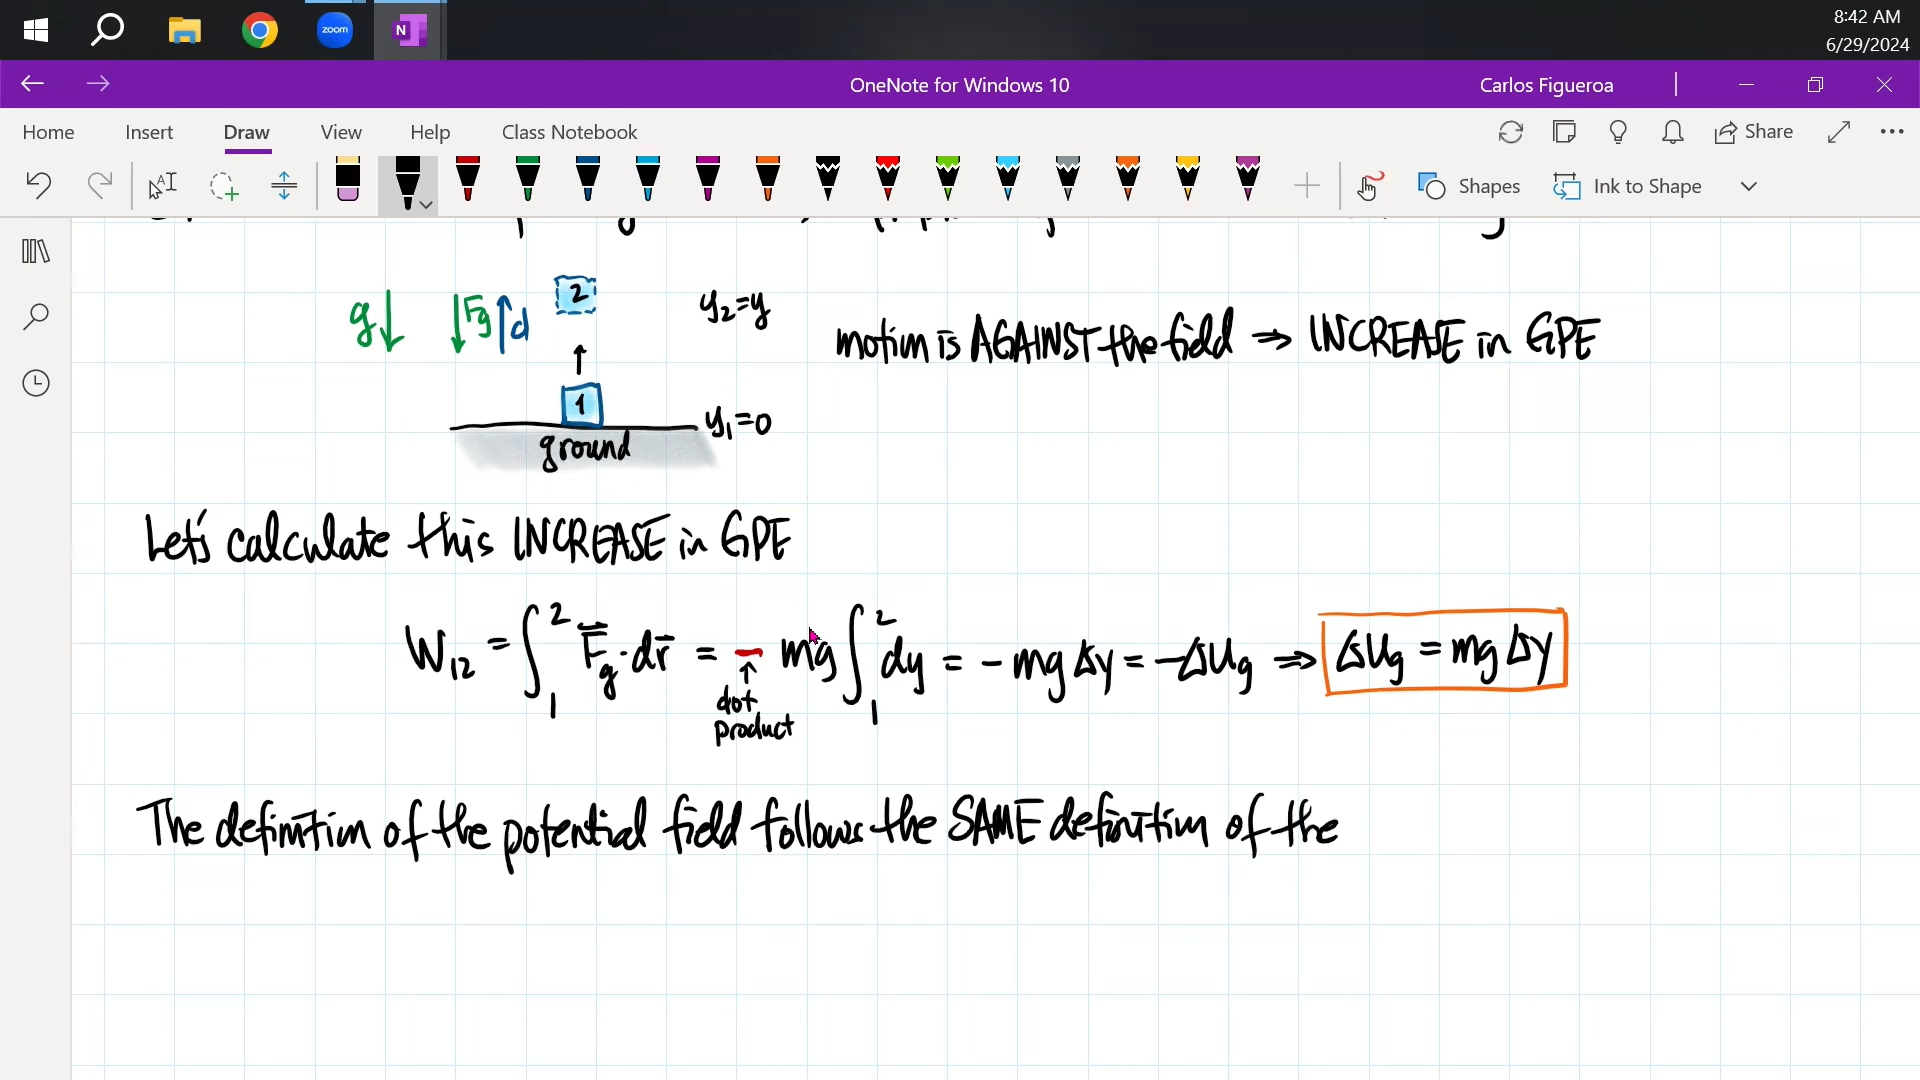 zoom
N
8:42 AM
6/29/2024
OneNote for Windows 10
Carlos Figueroa
Home Insert Draw View Help Class Notebook
Share
Shapes
Ink to Shape
g↓ ↓Fg ↑d
2
y₂=y
motion is AGAINST the field ⇒ INCREASE in GPE
1
y₁=0
ground
Let's calculate this INCREASE in GPE
W₁₂ = ∫₁² F⃗g · dr⃗ = − mg ∫₁² dy = − mg Δy = −ΔUg ⇒ ΔUg = mg Δy
↑
dot
product
The definition of the potential field follows the SAME definition of the